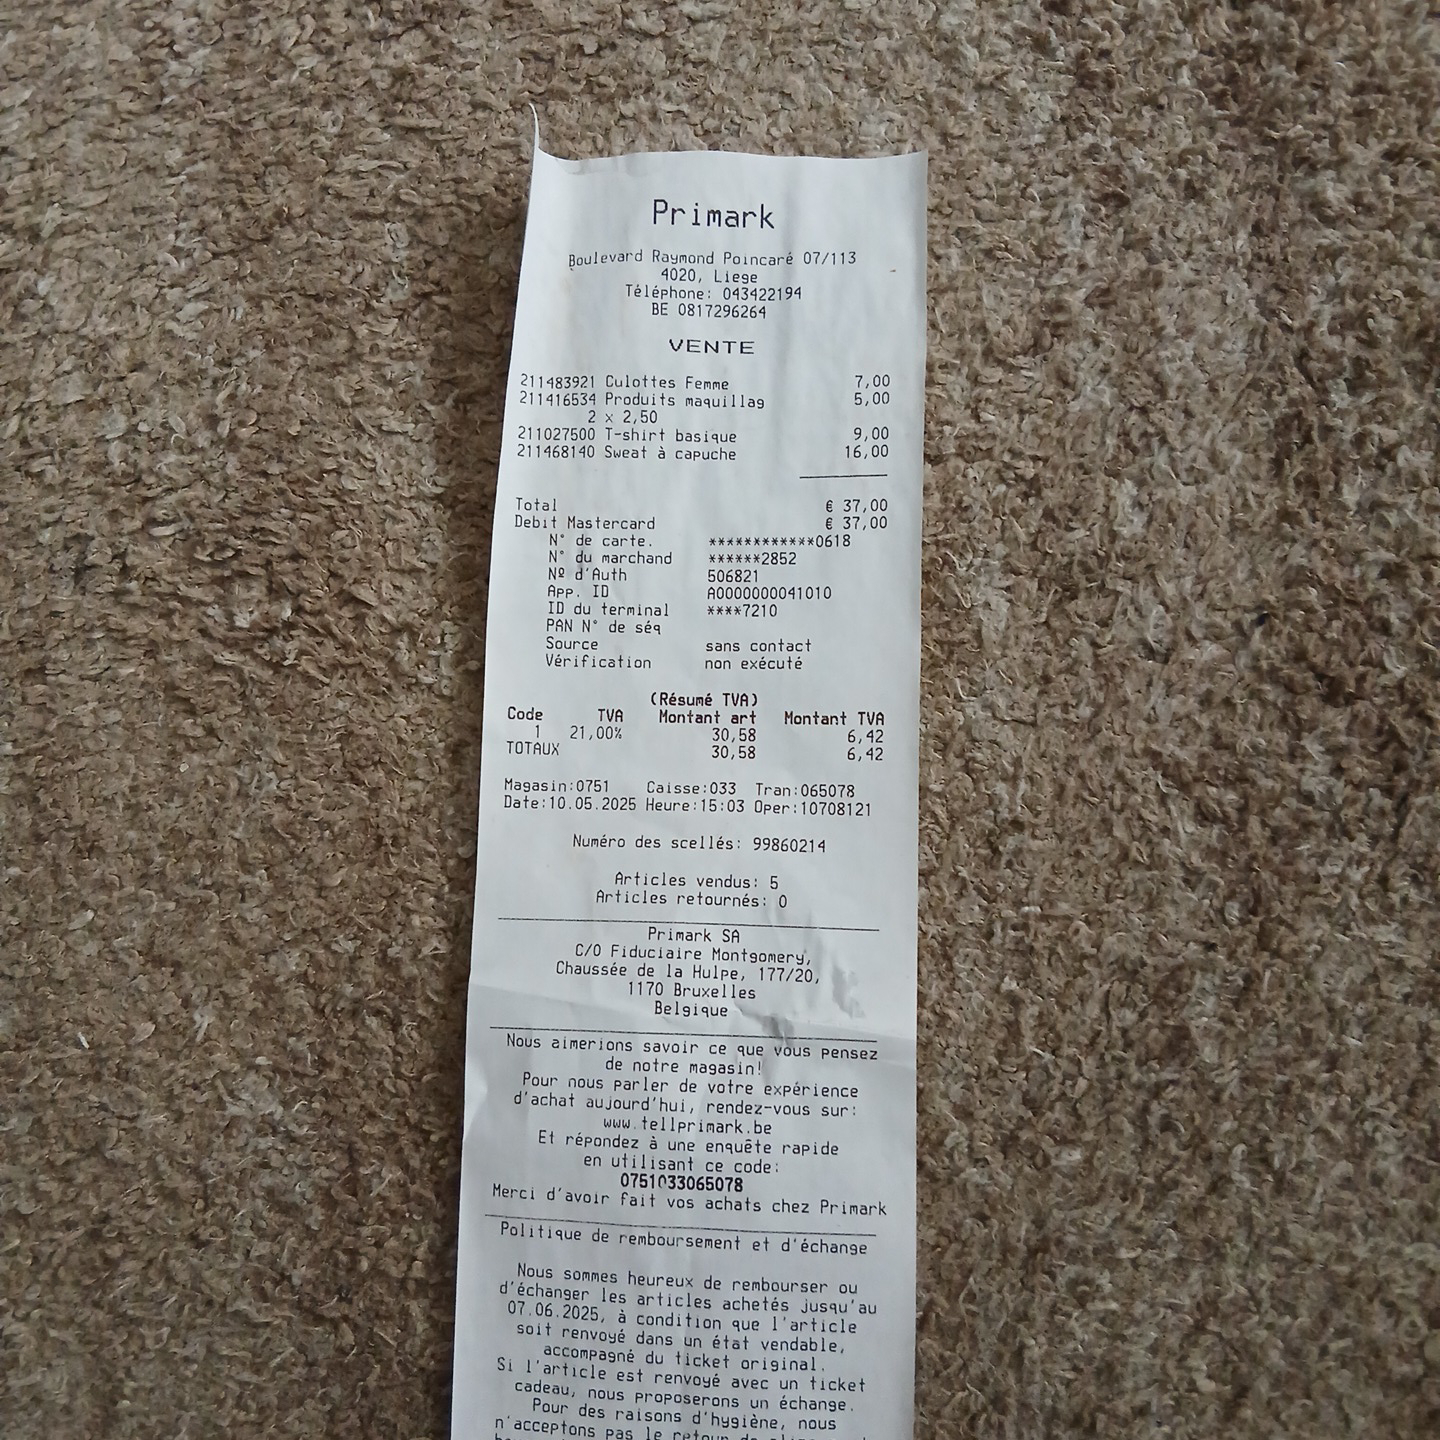 Primark
Boulevard Raymond Poincaré 07/113
4020, Liege
Téléphone: 043422194
BE 0817296264
VENTE
211483921 Culottes Femme 7,00
211416534 Produits maquillag 5,00
2 x 2,50
211027500 T-shirt basique 9,00
211468140 Sweat à capuche 16,00
Total € 37,00
Debit Mastercard € 37,00
N° de carte. ************0618
N° du marchand ******2852
Nº d'Auth 506821
App. ID A0000000041010
ID du terminal ****7210
PAN N° de séq
Source sans contact
Vérification non exécuté
(Résumé TVA)
Code TVA Montant art Montant TVA
1 21,00% 30,58 6,42
TOTAUX 30,58 6,42
Magasin:0751 Caisse:033 Tran:065078
Date:10.05.2025 Heure:15:03 Oper:10708121
Numéro des scellés: 99860214
Articles vendus: 5
Articles retournés: 0
Primark SA
C/O Fiduciaire Montgomery,
Chaussée de la Hulpe, 177/20,
1170 Bruxelles
Belgique
Nous aimerions savoir ce que vous pensez
de notre magasin!
Pour nous parler de votre expérience
d'achat aujourd'hui, rendez-vous sur:
www.tellprimark.be
Et répondez à une enquête rapide
en utilisant ce code:
0751033065078
Merci d'avoir fait vos achats chez Primark
Politique de remboursement et d'échange
Nous sommes heureux de rembourser ou
d'échanger les articles achetés jusqu'au
07.06.2025, à condition que l'article
soit renvoyé dans un état vendable,
accompagné du ticket original.
Si l'article est renvoyé avec un ticket
cadeau, nous proposerons un échange.
Pour des raisons d'hygiène, nous
n'acceptons pas le retour de